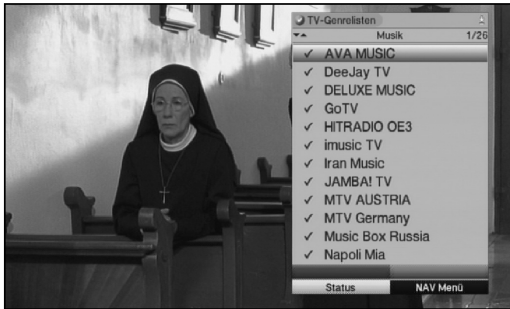 TV-Genrelisten
Musik 1/26
✓ AVA MUSIC
✓ DeeJay TV
✓ DELUXE MUSIC
✓ GoTV
✓ HITRADIO OE3
✓ imusic TV
✓ Iran Music
✓ JAMBA! TV
✓ MTV AUSTRIA
✓ MTV Germany
✓ Music Box Russia
✓ Napoli Mia
Status NAV Menü